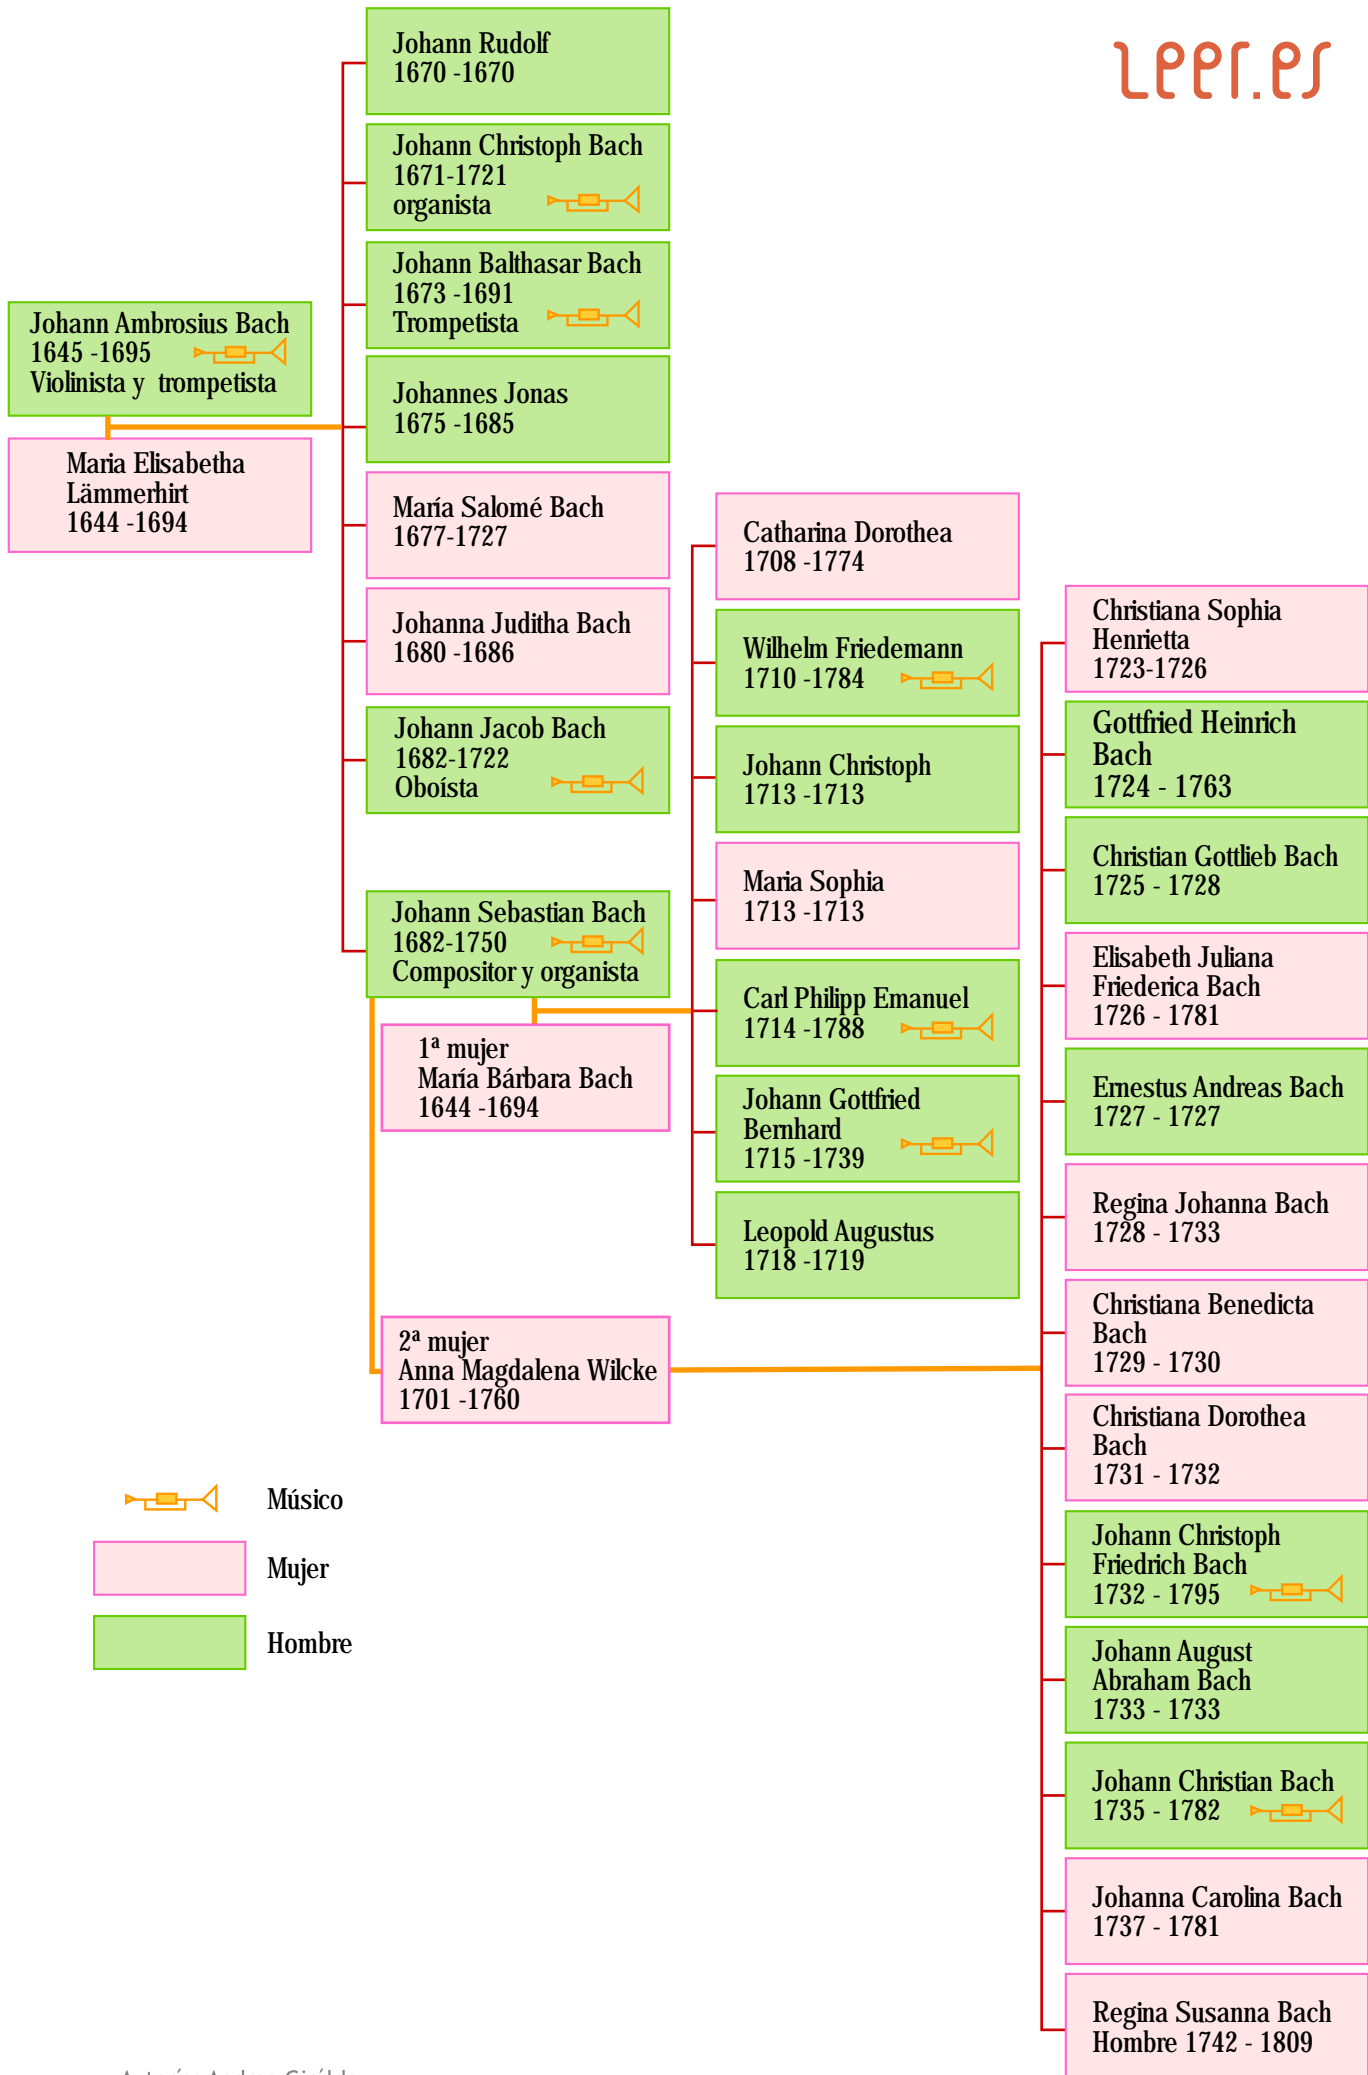 leer.es
Johann Rudolf
1670 -1670
Johann Christoph Bach
1671-1721
organista
Johann Balthasar Bach
1673 -1691
Trompetista
Johann Ambrosius Bach
1645 -1695
Violinista y trompetista
Johannes Jonas
1675 -1685
Maria Elisabetha
Lämmerhirt
1644 -1694
María Salomé Bach
1677-1727
Johanna Juditha Bach
1680 -1686
Johann Jacob Bach
1682-1722
Oboísta
Johann Sebastian Bach
1682-1750
Compositor y organista
1ª mujer
María Bárbara Bach
1644 -1694
2ª mujer
Anna Magdalena Wilcke
1701 -1760
Catharina Dorothea
1708 -1774
Wilhelm Friedemann
1710 -1784
Johann Christoph
1713 -1713
Maria Sophia
1713 -1713
Carl Philipp Emanuel
1714 -1788
Johann Gottfried
Bernhard
1715 -1739
Leopold Augustus
1718 -1719
Christiana Sophia
Henrietta
1723-1726
Gottfried Heinrich
Bach
1724 - 1763
Christian Gottlieb Bach
1725 - 1728
Elisabeth Juliana
Friederica Bach
1726 - 1781
Ernestus Andreas Bach
1727 - 1727
Regina Johanna Bach
1728 - 1733
Christiana Benedicta
Bach
1729 - 1730
Christiana Dorothea
Bach
1731 - 1732
Johann Christoph
Friedrich Bach
1732 - 1795
Johann August
Abraham Bach
1733 - 1733
Johann Christian Bach
1735 - 1782
Johanna Carolina Bach
1737 - 1781
Regina Susanna Bach
Hombre 1742 - 1809
Músico
Mujer
Hombre